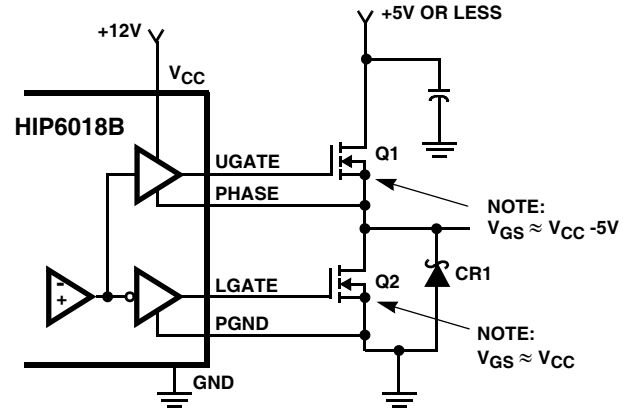 +5V OR LESS
+12V
VCC
HIP6018B
UGATE
Q1
PHASE
NOTE:
VGS ≈ VCC -5V
- +
LGATE
Q2
CR1
PGND
NOTE:
VGS ≈ VCC
GND